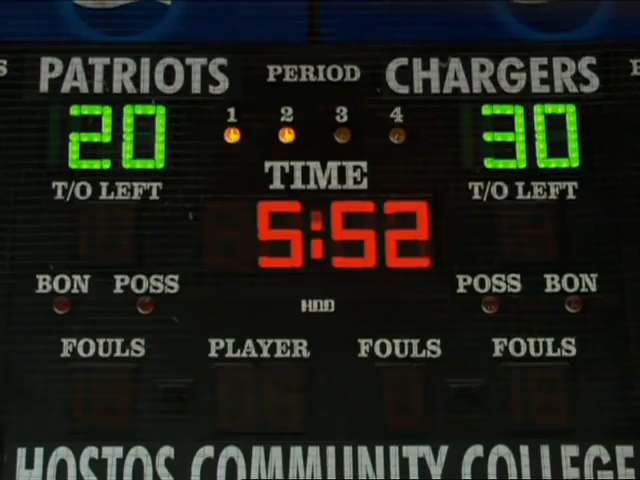 PATRIOTS PERIOD CHARGERS
1 2 3 4
20 30
TIME
T/O LEFT T/O LEFT
5:52
BON POSS POSS BON
FOULS PLAYER FOULS FOULS
HOSTOS COMMUNITY COLLEGE